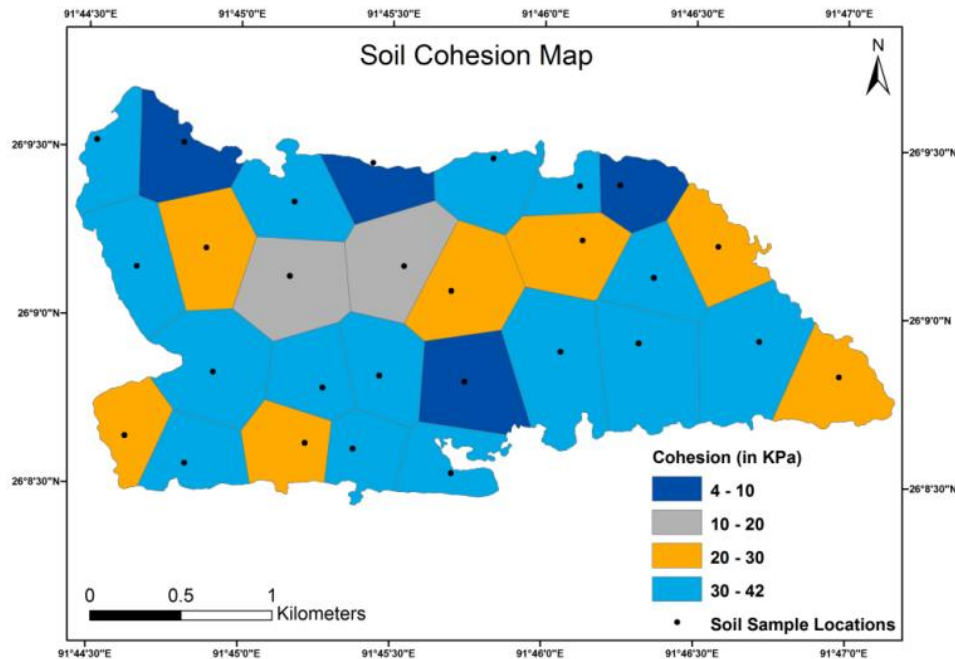 91°44'30"E 91°45'0"E 91°45'30"E 91°46'0"E 91°46'30"E 91°47'0"E
Soil Cohesion Map
N
26°9'30"N 26°9'30"N
26°9'0"N 26°9'0"N
26°8'30"N 26°8'30"N
Cohesion (in KPa)
4 - 10
10 - 20
20 - 30
30 - 42
Soil Sample Locations
0 0.5 1
Kilometers
91°44'30"E 91°45'0"E 91°45'30"E 91°46'0"E 91°46'30"E 91°47'0"E